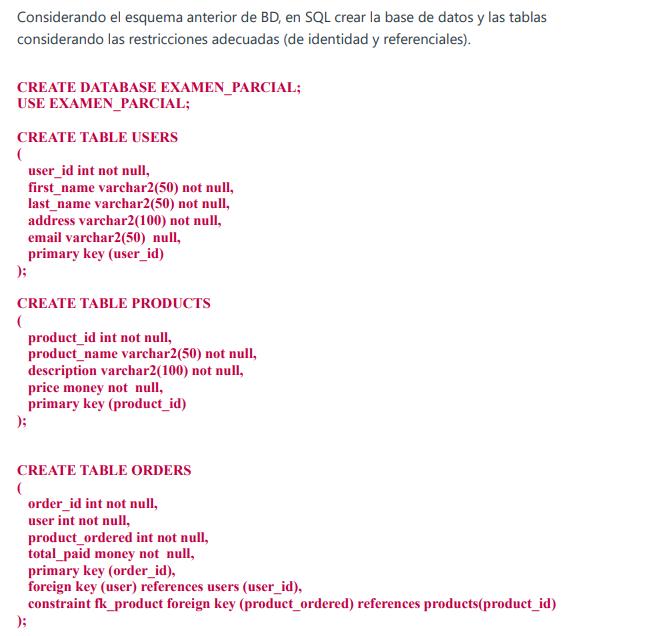 Considerando el esquema anterior de BD, en SQL crear la base de datos y las tablas
considerando las restricciones adecuadas (de identidad y referenciales).
CREATE DATABASE EXAMEN_PARCIAL;
USE EXAMEN_PARCIAL;
CREATE TABLE USERS
(
user_id int not null,
first_name varchar2(50) not null,
last_name varchar2(50) not null,
address varchar2(100) not null,
email varchar2(50) null,
primary key (user_id)
);
CREATE TABLE PRODUCTS
(
product_id int not null,
product_name varchar2(50) not null,
description varchar2(100) not null,
price money not null,
primary key (product_id)
);
CREATE TABLE ORDERS
(
order_id int not null,
user int not null,
product_ordered int not null,
total_paid money not null,
primary key (order_id),
foreign key (user) references users (user_id),
constraint fk_product foreign key (product_ordered) references products(product_id)
);